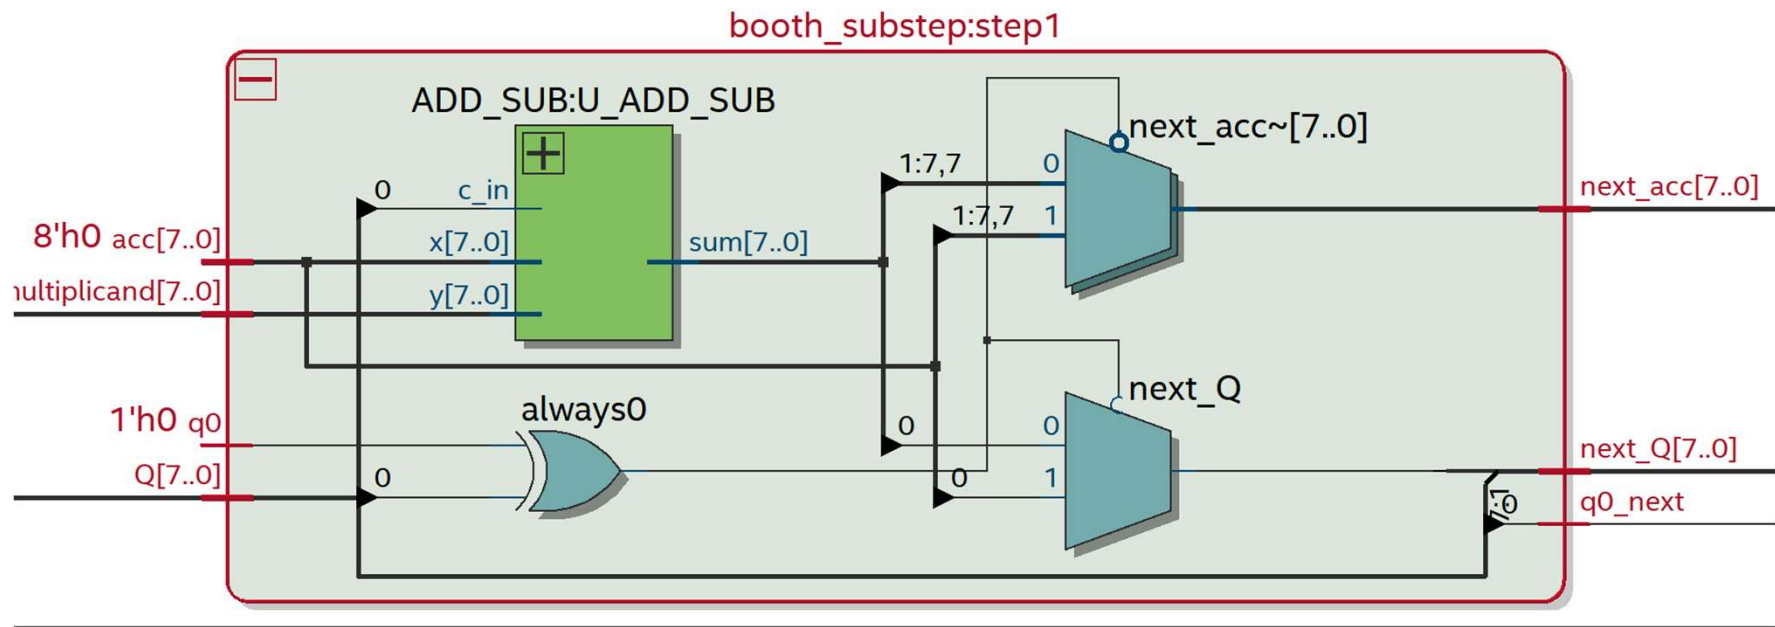 booth_substep:step1
ADD_SUB:U_ADD_SUB
next_acc~[7..0]
1:7,7
0
0
c_in
next_acc[7..0]
1:7,7
1
8'h0 acc[7..0]
x[7..0]
sum[7..0]
ultiplicand[7..0]
y[7..0]
next_Q
always0
1'h0 q0
0
0
next_Q[7..0]
Q[7..0]
0
0
1
7:1
0
q0_next